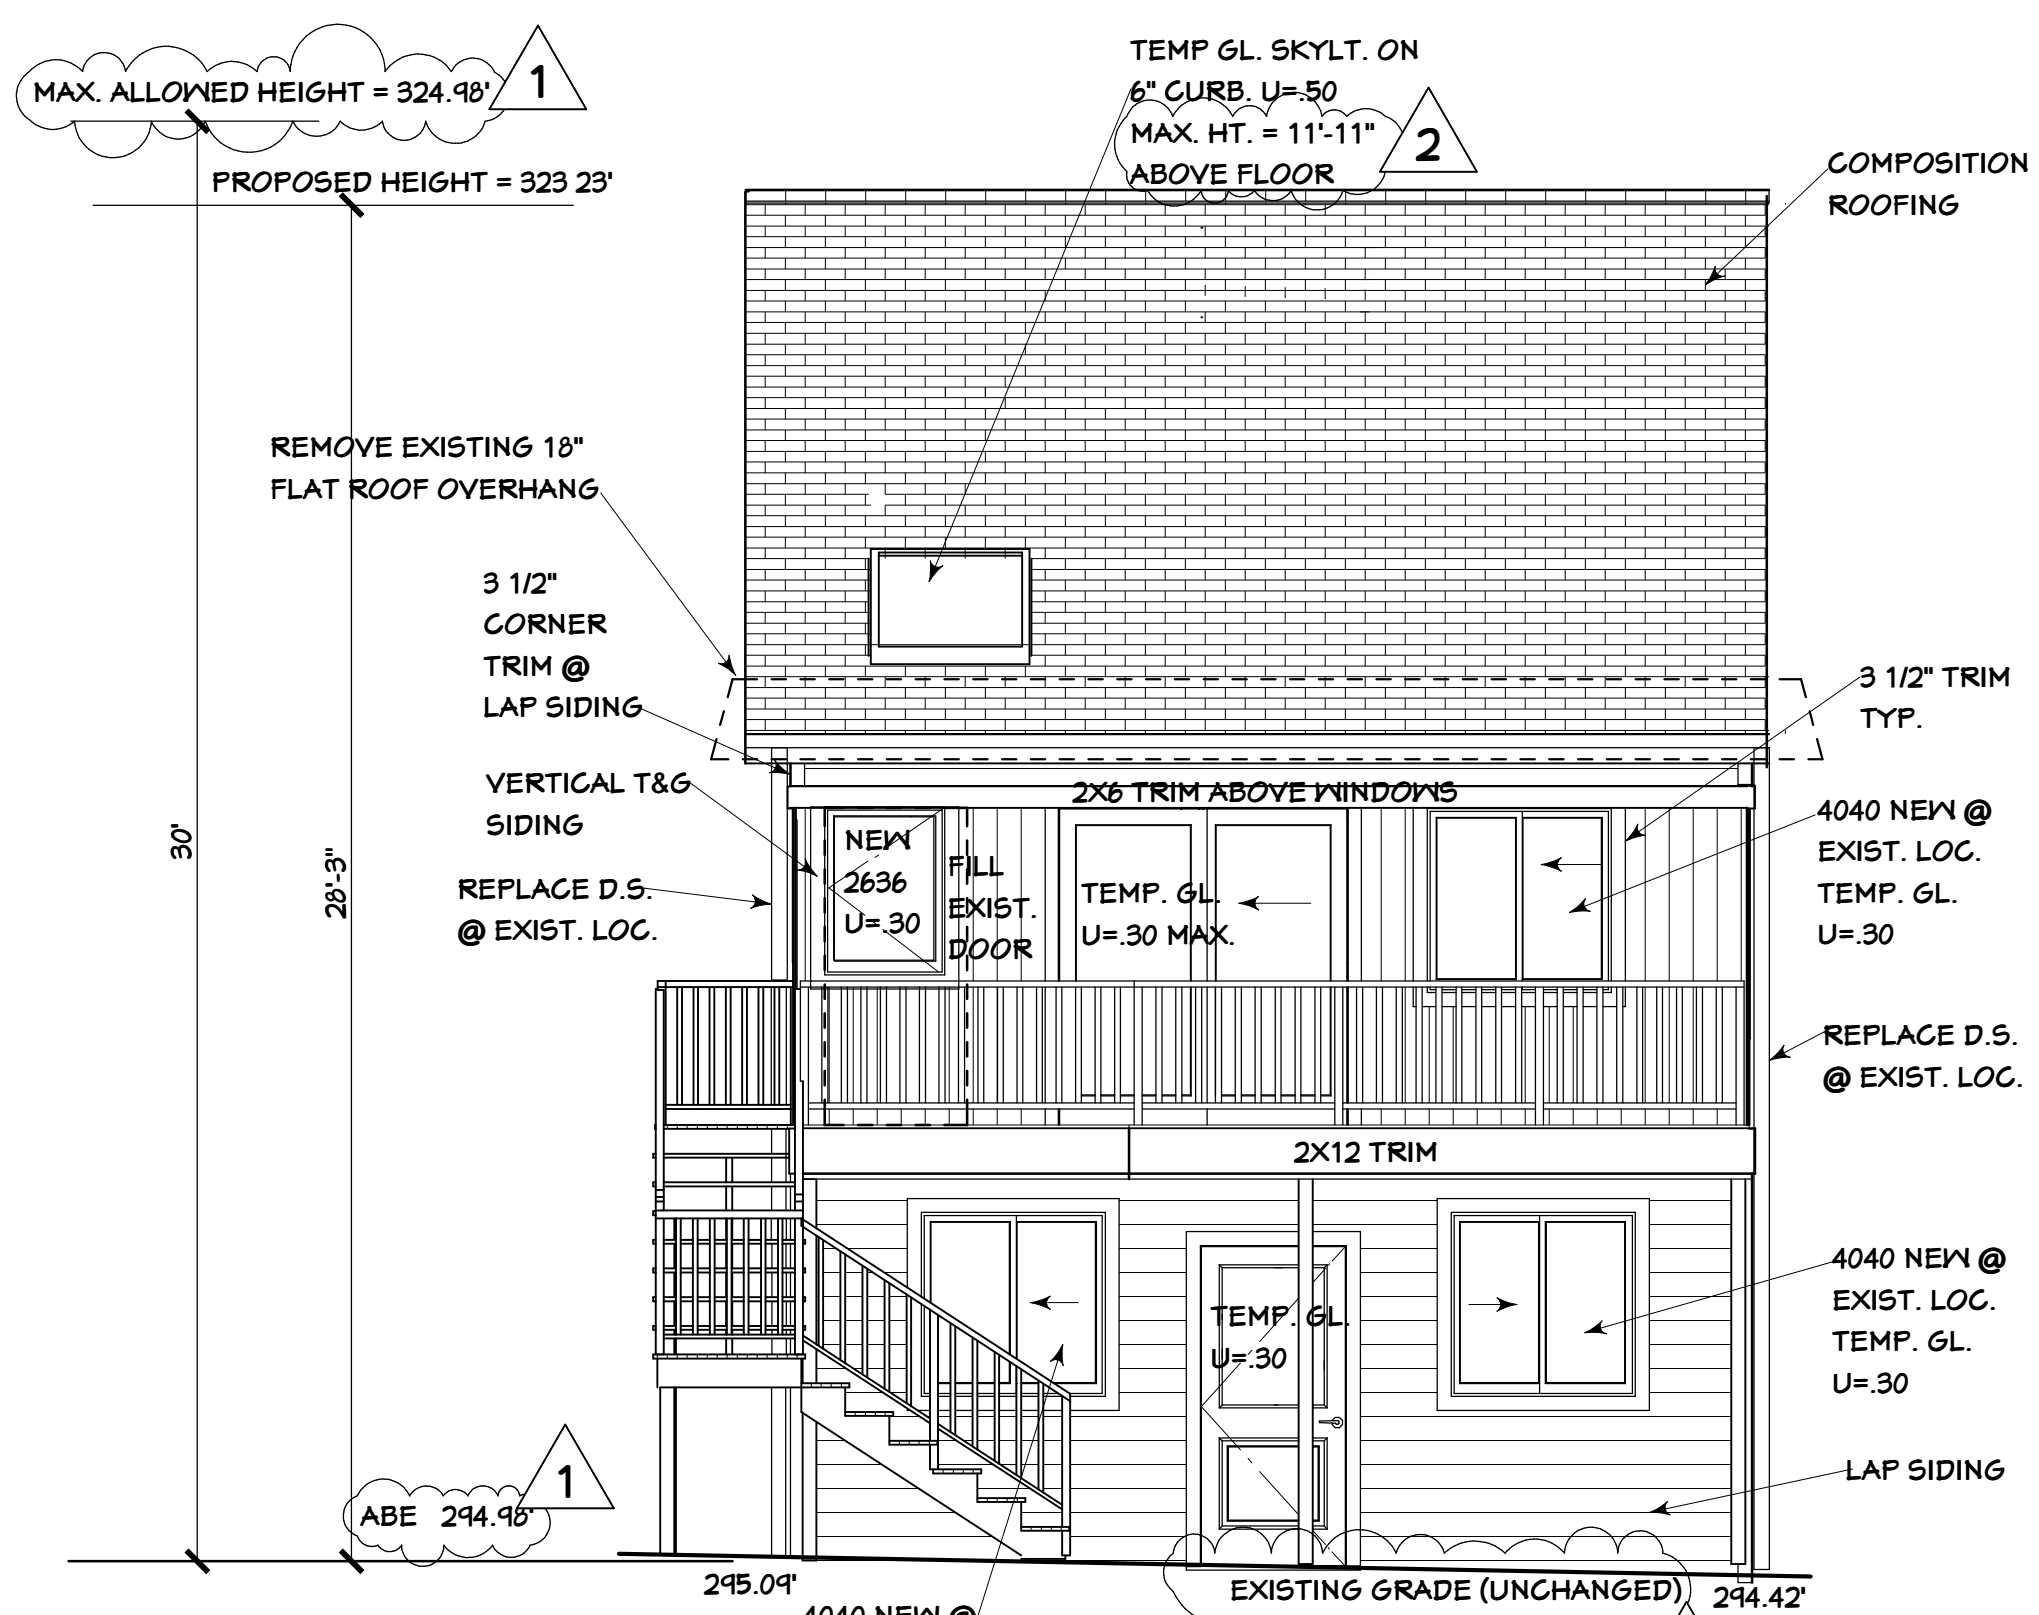 MAX. ALLOWED HEIGHT = 324.98'
1
PROPOSED HEIGHT = 323 23'
TEMP GL. SKYLT. ON
6" CURB. U=.50
MAX. HT. = 11'-11"
ABOVE FLOOR
2
COMPOSITION
ROOFING
REMOVE EXISTING 18"
FLAT ROOF OVERHANG
3 1/2"
CORNER
TRIM @
LAP SIDING
VERTICAL T&G
SIDING
REPLACE D.S.
@ EXIST. LOC.
30'
28'-3"
3 1/2" TRIM
TYP.
2X6 TRIM ABOVE WINDOWS
NEW
2636
U=.30
FILL
EXIST.
DOOR
TEMP. GL.
U=.30 MAX.
4040 NEW @
EXIST. LOC.
TEMP. GL.
U=.30
REPLACE D.S.
@ EXIST. LOC.
2X12 TRIM
TEMP. GL.
U=.30
4040 NEW @
EXIST. LOC.
TEMP. GL.
U=.30
LAP SIDING
1
ABE 294.98'
295.09'
EXISTING GRADE (UNCHANGED)
294.42'
4040 NEW @